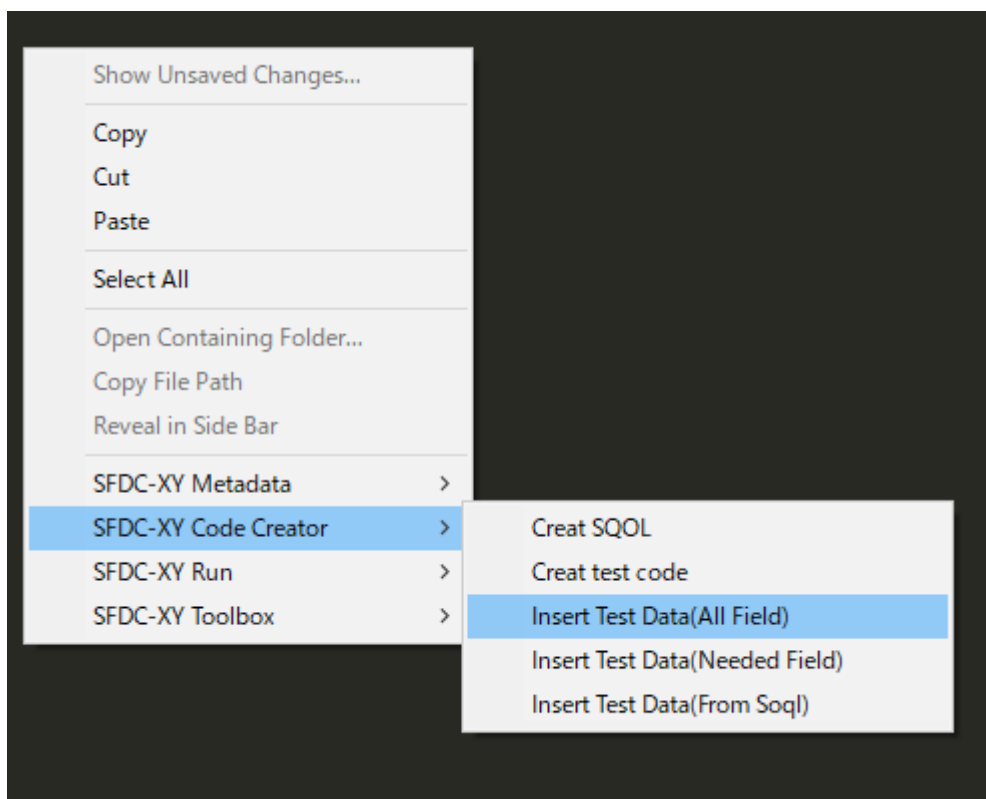 Show Unsaved Changes...
Copy
Cut
Paste
Select All
Open Containing Folder...
Copy File Path
Reveal in Side Bar
SFDC-XY Metadata
SFDC-XY Code Creator
SFDC-XY Run
SFDC-XY Toolbox
Creat SQOL
Creat test code
Insert Test Data(All Field)
Insert Test Data(Needed Field)
Insert Test Data(From Soql)